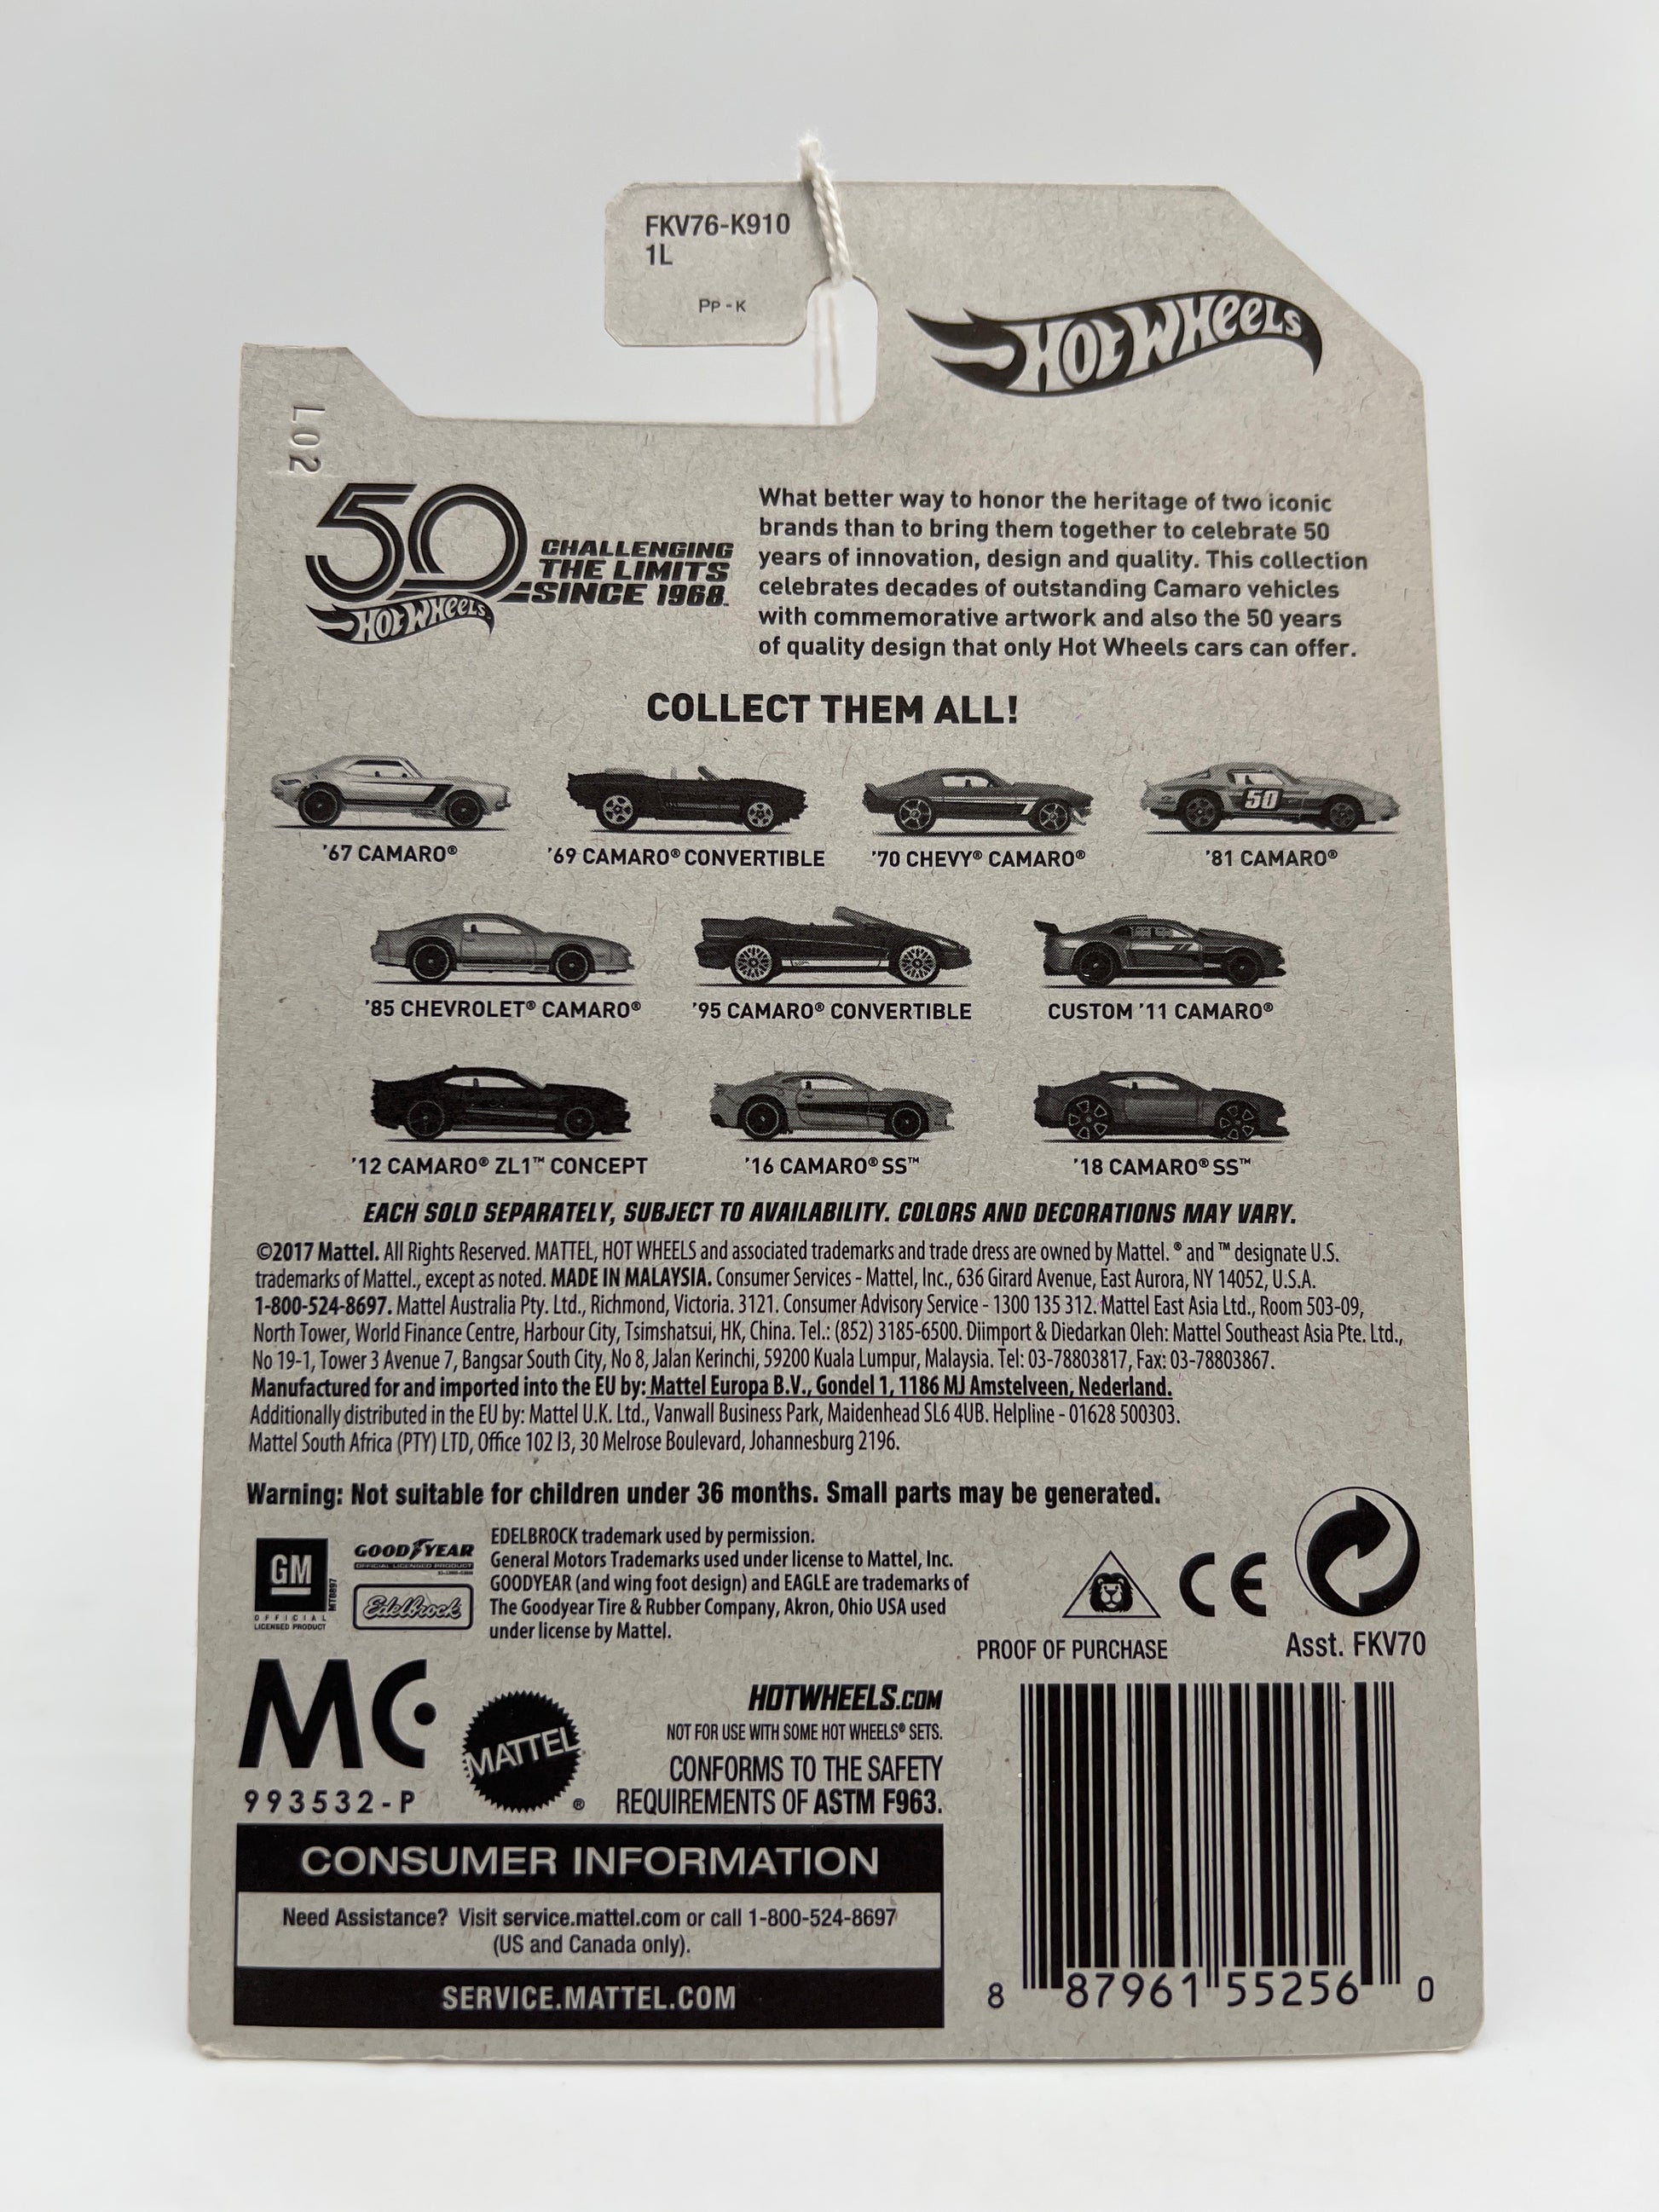 FKV76-K910
1L
PP-K
HOT WHEELS
L02
50
HOT WHEELS
CHALLENGING
THE LIMITS
SINCE 1968™
What better way to honor the heritage of two iconic
brands than to bring them together to celebrate 50
years of innovation, design and quality. This collection
celebrates decades of outstanding Camaro vehicles
with commemorative artwork and also the 50 years
of quality design that only Hot Wheels cars can offer.
COLLECT THEM ALL!
50
'67 CAMARO® '69 CAMARO® CONVERTIBLE '70 CHEVY® CAMARO® '81 CAMARO®
'85 CHEVROLET® CAMARO® '95 CAMARO® CONVERTIBLE CUSTOM '11 CAMARO®
'12 CAMARO® ZL1™ CONCEPT '16 CAMARO® SS™ '18 CAMARO® SS™
EACH SOLD SEPARATELY, SUBJECT TO AVAILABILITY. COLORS AND DECORATIONS MAY VARY.
©2017 Mattel. All Rights Reserved. MATTEL, HOT WHEELS and associated trademarks and trade dress are owned by Mattel. ® and ™ designate U.S.
trademarks of Mattel., except as noted. MADE IN MALAYSIA. Consumer Services - Mattel, Inc., 636 Girard Avenue, East Aurora, NY 14052, U.S.A.
1-800-524-8697. Mattel Australia Pty. Ltd., Richmond, Victoria. 3121. Consumer Advisory Service - 1300 135 312. Mattel East Asia Ltd., Room 503-09,
North Tower, World Finance Centre, Harbour City, Tsimshatsui, HK, China. Tel.: (852) 3185-6500. Diimport & Diedarkan Oleh: Mattel Southeast Asia Pte. Ltd.,
No 19-1, Tower 3 Avenue 7, Bangsar South City, No 8, Jalan Kerinchi, 59200 Kuala Lumpur, Malaysia. Tel: 03-78803817, Fax: 03-78803867.
Manufactured for and imported into the EU by: Mattel Europa B.V., Gondel 1, 1186 MJ Amstelveen, Nederland.
Additionally distributed in the EU by: Mattel U.K. Ltd., Vanwall Business Park, Maidenhead SL6 4UB. Helpline - 01628 500303.
Mattel South Africa (PTY) LTD, Office 102 I3, 30 Melrose Boulevard, Johannesburg 2196.
Warning: Not suitable for children under 36 months. Small parts may be generated.
GM
MTB897
OFFICIAL
LICENSED PRODUCT
GOODYEAR
OFFICIAL LICENSED PRODUCT
Edelbrock
EDELBROCK trademark used by permission.
General Motors Trademarks used under license to Mattel, Inc.
GOODYEAR (and wing foot design) and EAGLE are trademarks of
The Goodyear Tire & Rubber Company, Akron, Ohio USA used
under license by Mattel.
CE
PROOF OF PURCHASE
Asst. FKV70
MC
993532-P
MATTEL®
HOTWHEELS.COM
NOT FOR USE WITH SOME HOT WHEELS® SETS.
CONFORMS TO THE SAFETY
REQUIREMENTS OF ASTM F963.
CONSUMER INFORMATION
Need Assistance? Visit service.mattel.com or call 1-800-524-8697
(US and Canada only).
SERVICE.MATTEL.COM
8 87961 55256 0